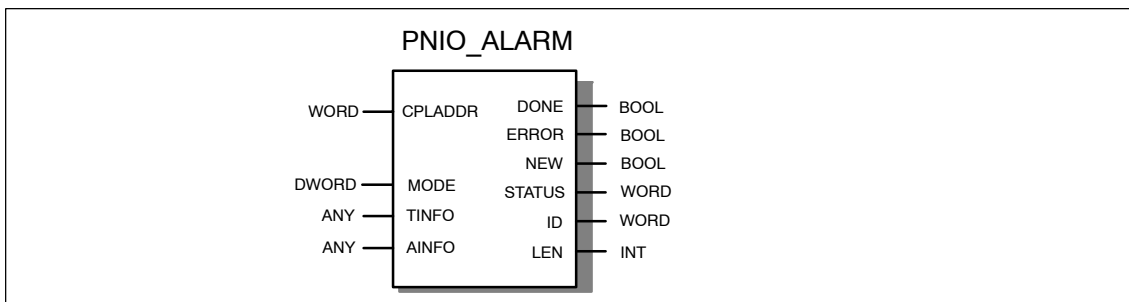 PNIO_ALARM
WORD CPLADDR DONE BOOL
ERROR BOOL
NEW BOOL
DWORD MODE STATUS WORD
ANY TINFO ID WORD
ANY AINFO LEN INT